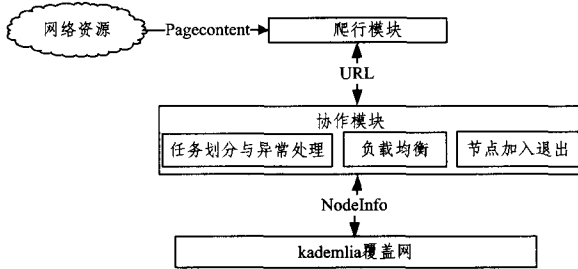 网络资源
Pagecontent
爬行模块
URL
协作模块
任务划分与异常处理
负载均衡
节点加入退出
NodeInfo
kademlia覆盖网